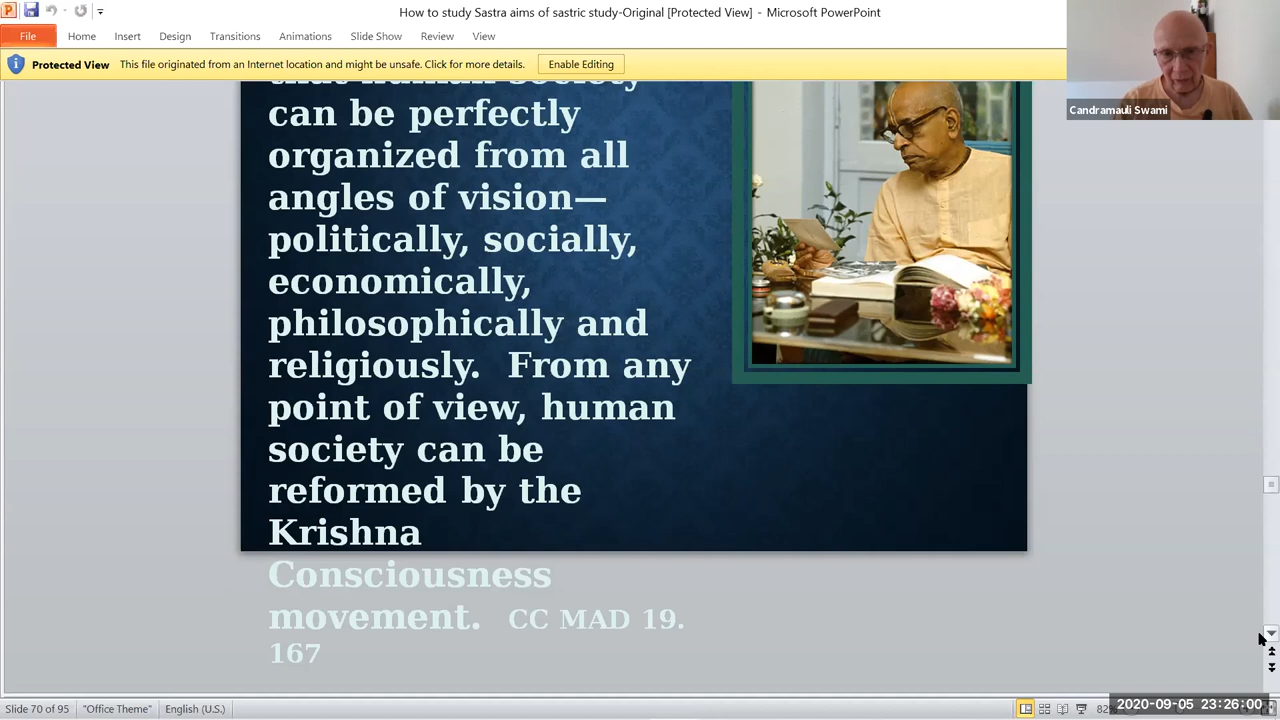 How to study Sastra aims of sastric study-Original [Protected View] - Microsoft PowerPoint
File Home Insert Design Transitions Animations Slide Show Review View
Protected View This file originated from an Internet location and might be unsafe. Click for more details. Enable Editing
Candramauli Swami
that human society
can be perfectly
organized from all
angles of vision—
politically, socially,
economically,
philosophically and
religiously. From any
point of view, human
society can be
reformed by the
Krishna
Consciousness
movement. CC MAD 19.
167
Slide 70 of 95 "Office Theme" English (U.S.) 82%
2020-09-05 23:26:00